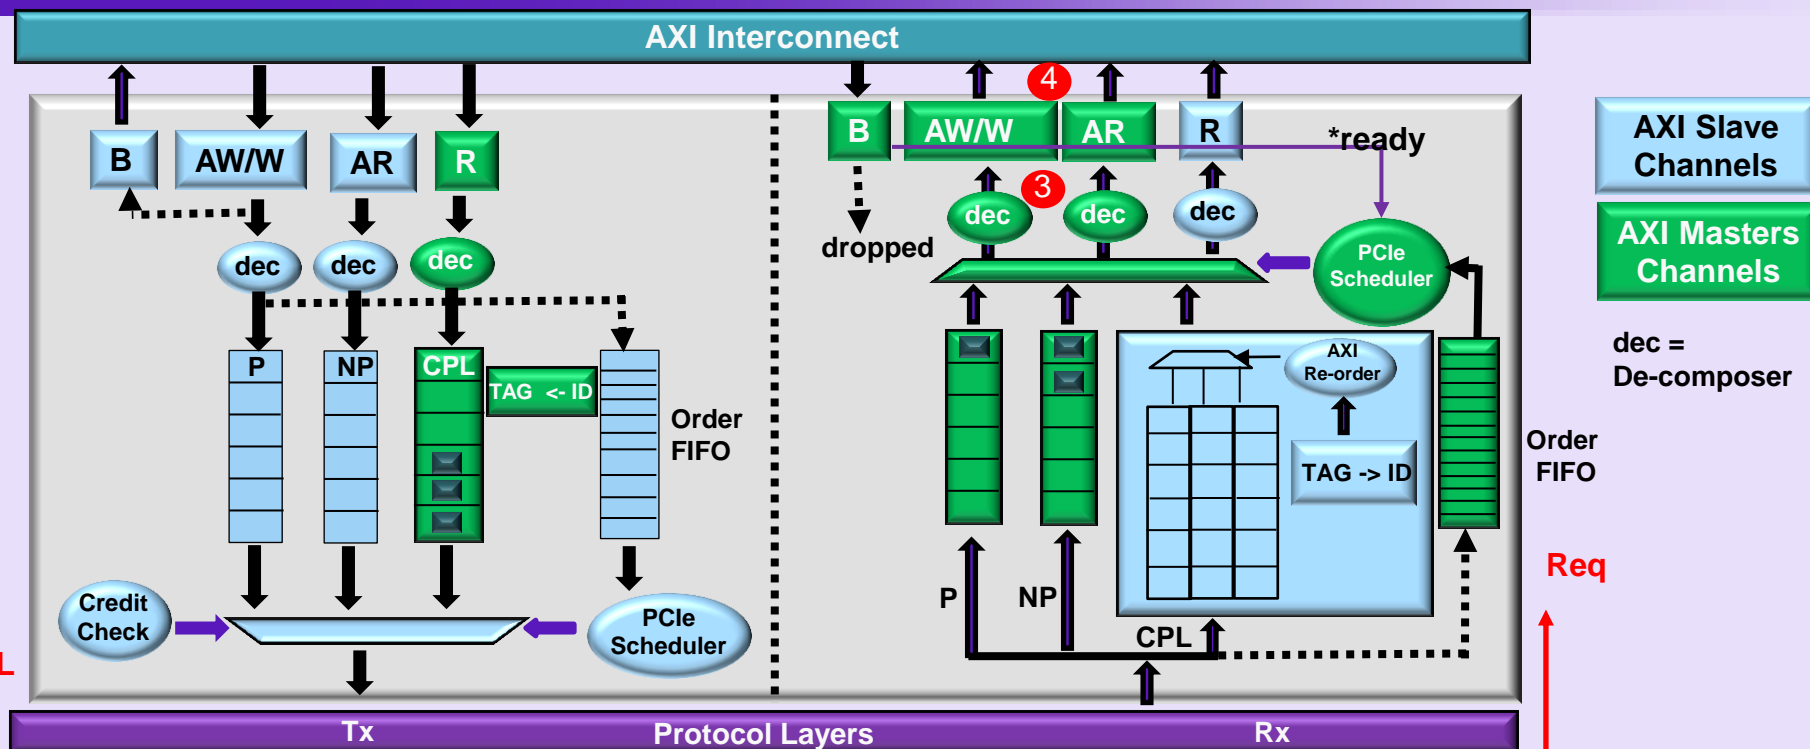 AXI Interconnect
B
AW/W
AR
R
B
AW/W
4
AR
R
*ready
AXI Slave
Channels
3
dec
dec
dec
dropped
PCIe
Scheduler
AXI Masters
Channels
dec
dec
dec
dec =
De-composer
P
NP
CPL
TAG <- ID
Order
FIFO
AXI
Re-order
TAG -> ID
Order
FIFO
Req
P
NP
CPL
Credit
Check
PCIe
Scheduler
L
Tx
Protocol Layers
Rx